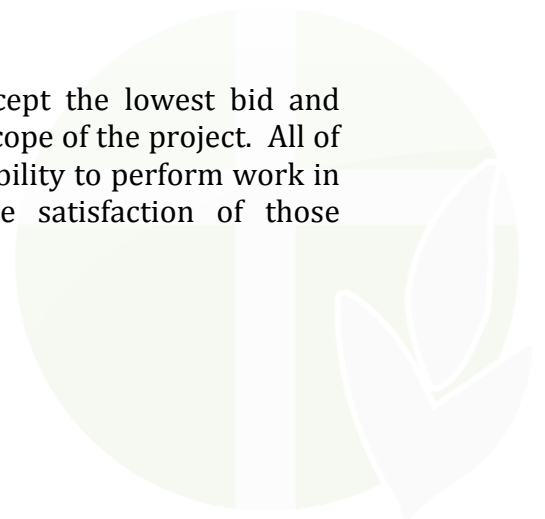 cept the lowest bid and
cope of the project. All of
bility to perform work in
e satisfaction of those